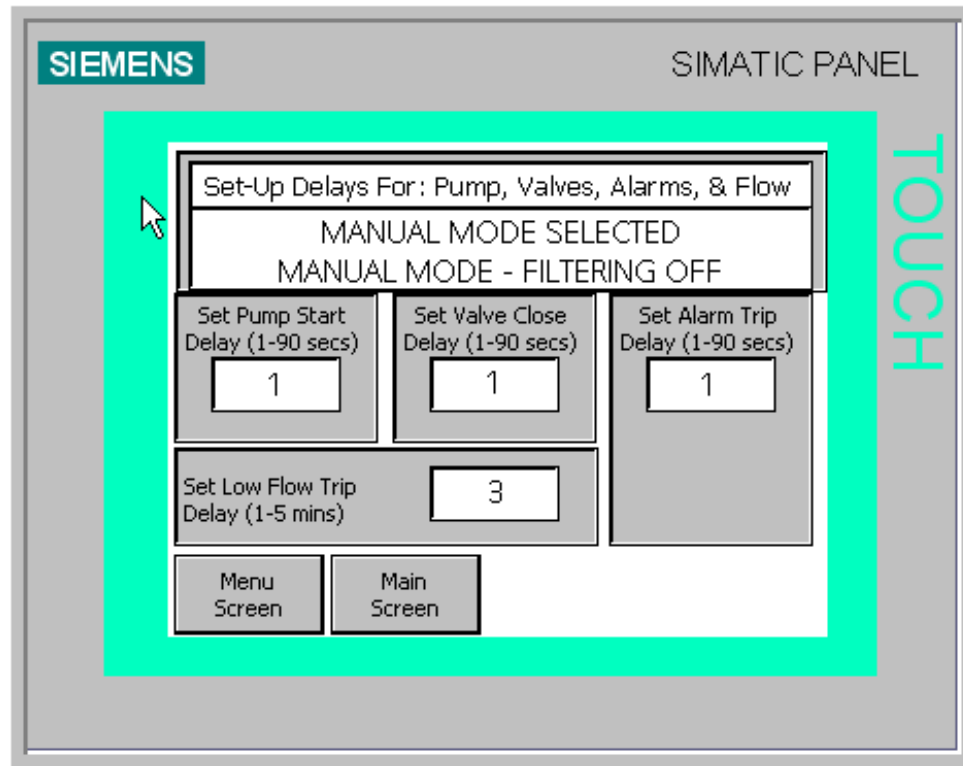 SIEMENS
SIMATIC PANEL
TOUCH
Set-Up Delays For: Pump, Valves, Alarms, & Flow
MANUAL MODE SELECTED
MANUAL MODE - FILTERING OFF
Set Pump Start
Delay (1-90 secs)
1
Set Valve Close
Delay (1-90 secs)
1
Set Alarm Trip
Delay (1-90 secs)
1
Set Low Flow Trip
Delay (1-5 mins)
3
Menu
Screen
Main
Screen